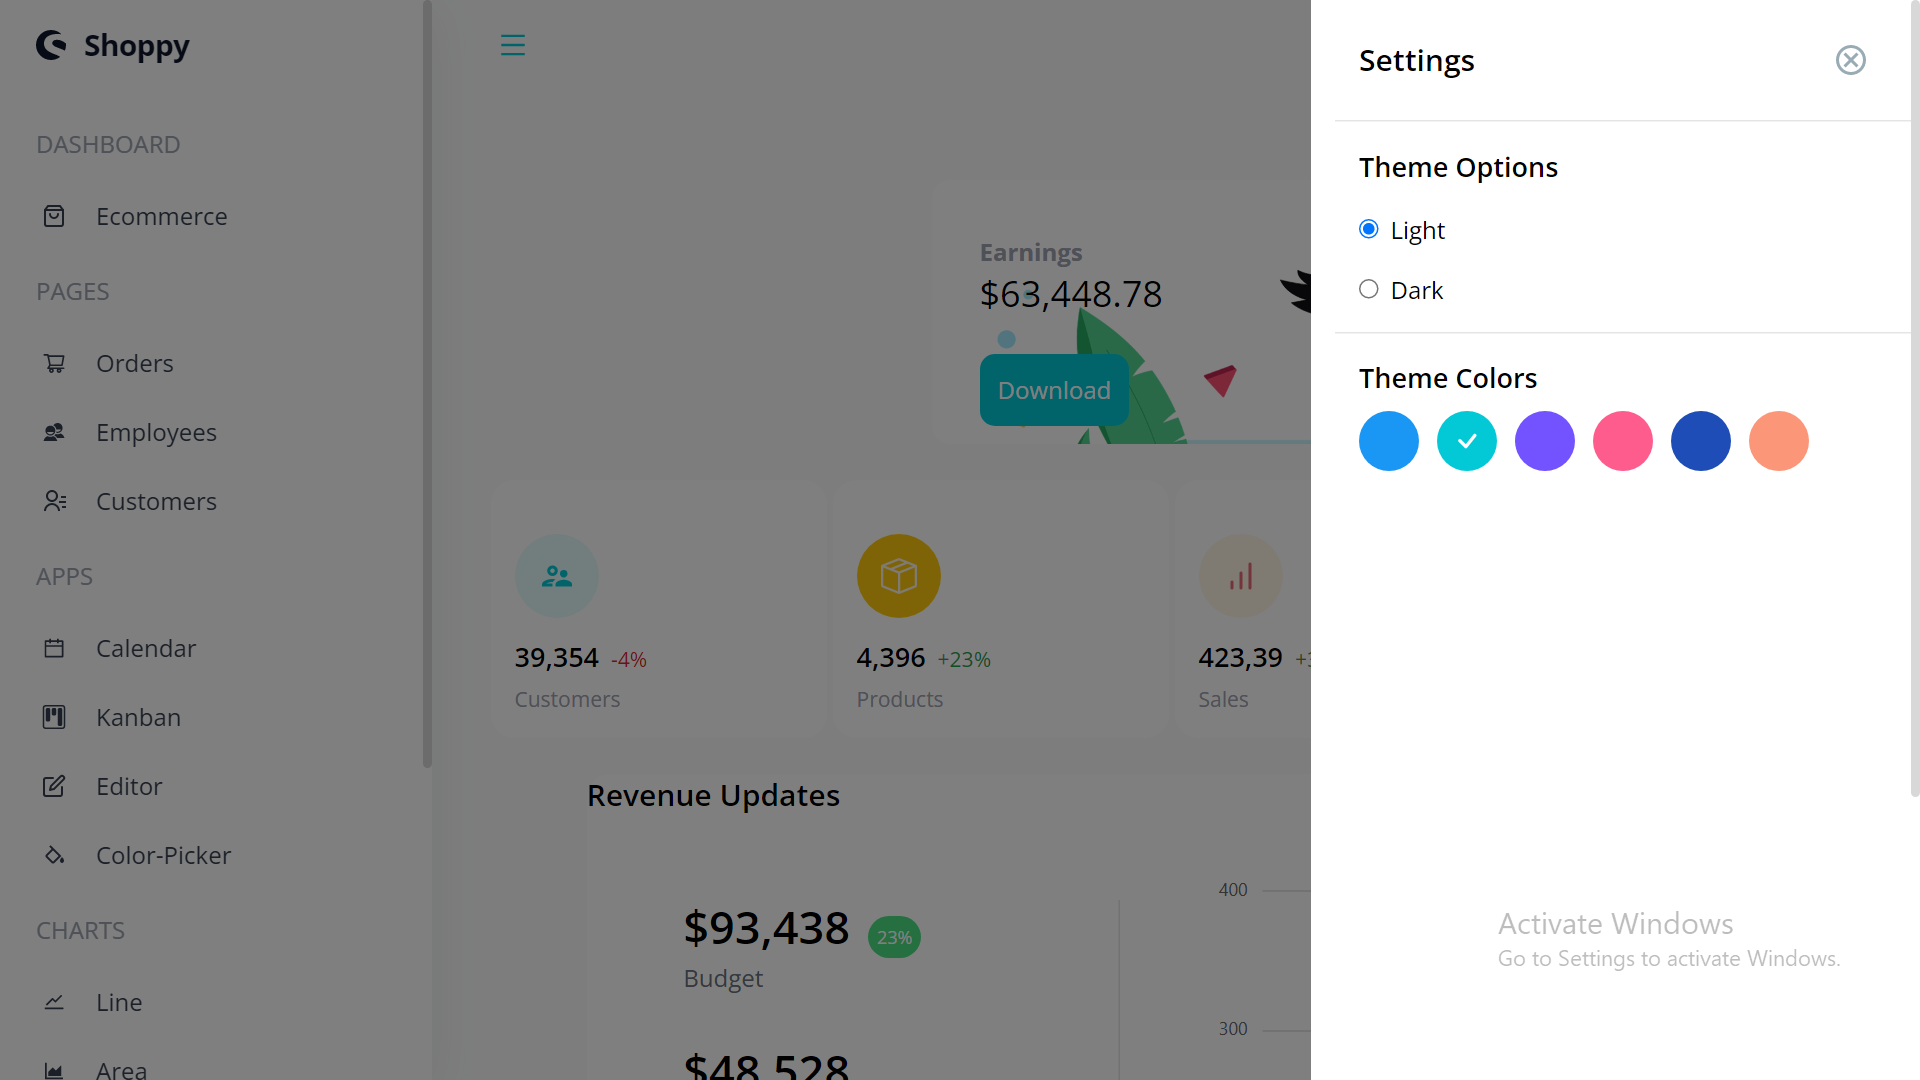 Shoppy
DASHBOARD
Ecommerce
PAGES
Orders
Employees
Customers
APPS
Calendar
Kanban
Editor
Color-Picker
CHARTS
Line
Area
Earnings
$63,448.78
Download
39,354 -4%
Customers
4,396 +23%
Products
423,39
Sales
Revenue Updates
$93,438 23%
Budget
$48,528
400
300
Settings
Theme Options
Light
Dark
Theme Colors
Activate Windows
Go to Settings to activate Windows.